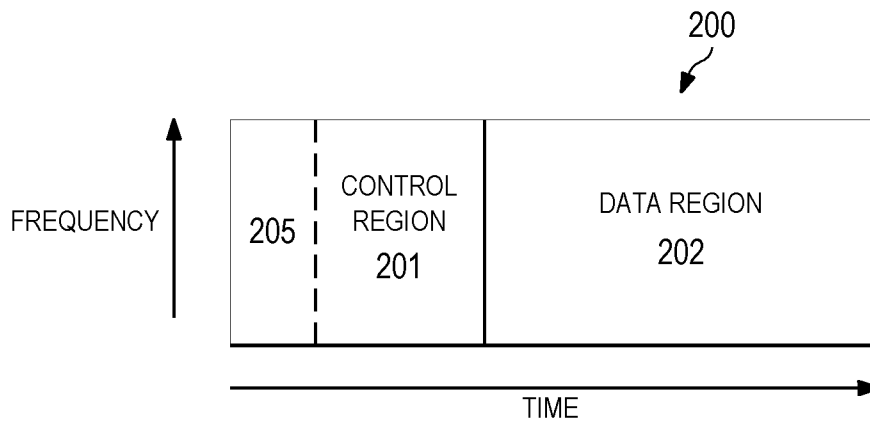 200
FREQUENCY
205
CONTROL
REGION
201
DATA REGION
202
TIME